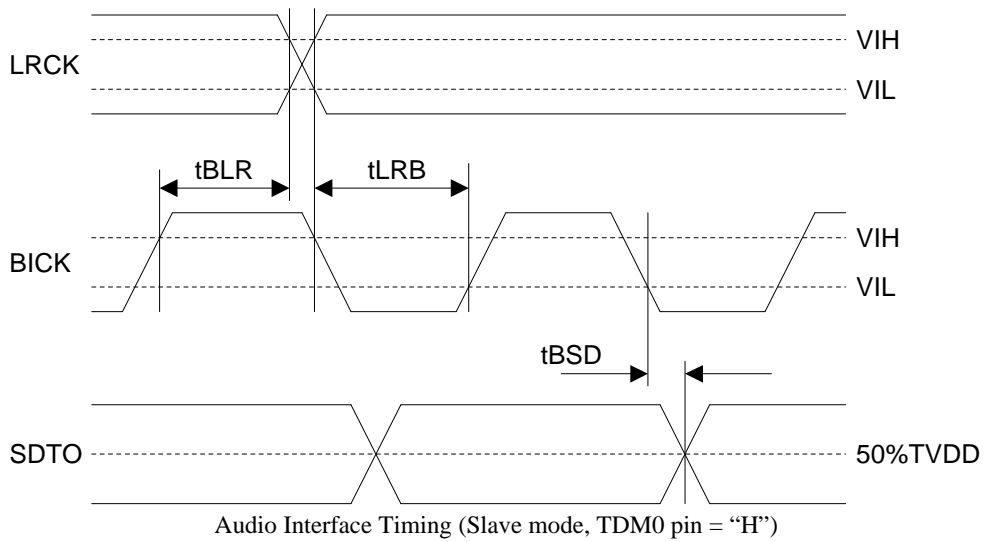 LRCK
VIH
VIL
tBLR
tLRB
BICK
VIH
VIL
tBSD
SDTO
50%TVDD
Audio Interface Timing (Slave mode, TDM0 pin = “H”)